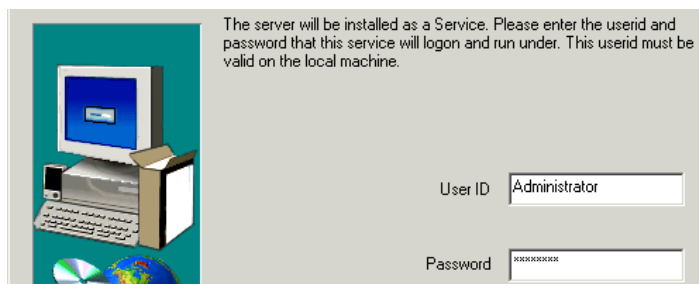 The server will be installed as a Service. Please enter the userid and
password that this service will logon and run under. This userid must be
valid on the local machine.
User ID Administrator
Password xxxxxxxx